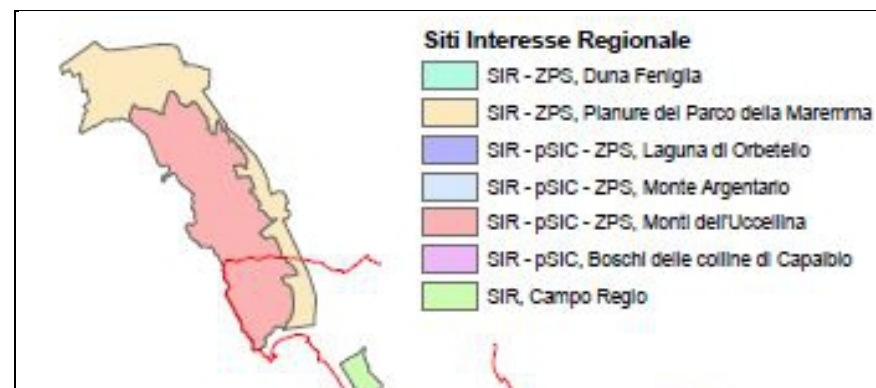 Siti Interesse Regionale
SIR - ZPS, Duna Feniglia
SIR - ZPS, Pianure del Parco della Maremma
SIR - pSIC - ZPS, Laguna di Orbetello
SIR - pSIC - ZPS, Monte Argentario
SIR - pSIC - ZPS, Monti dell'Uccellina
SIR - pSIC, Boschi delle colline di Capalbio
SIR, Campo Regio